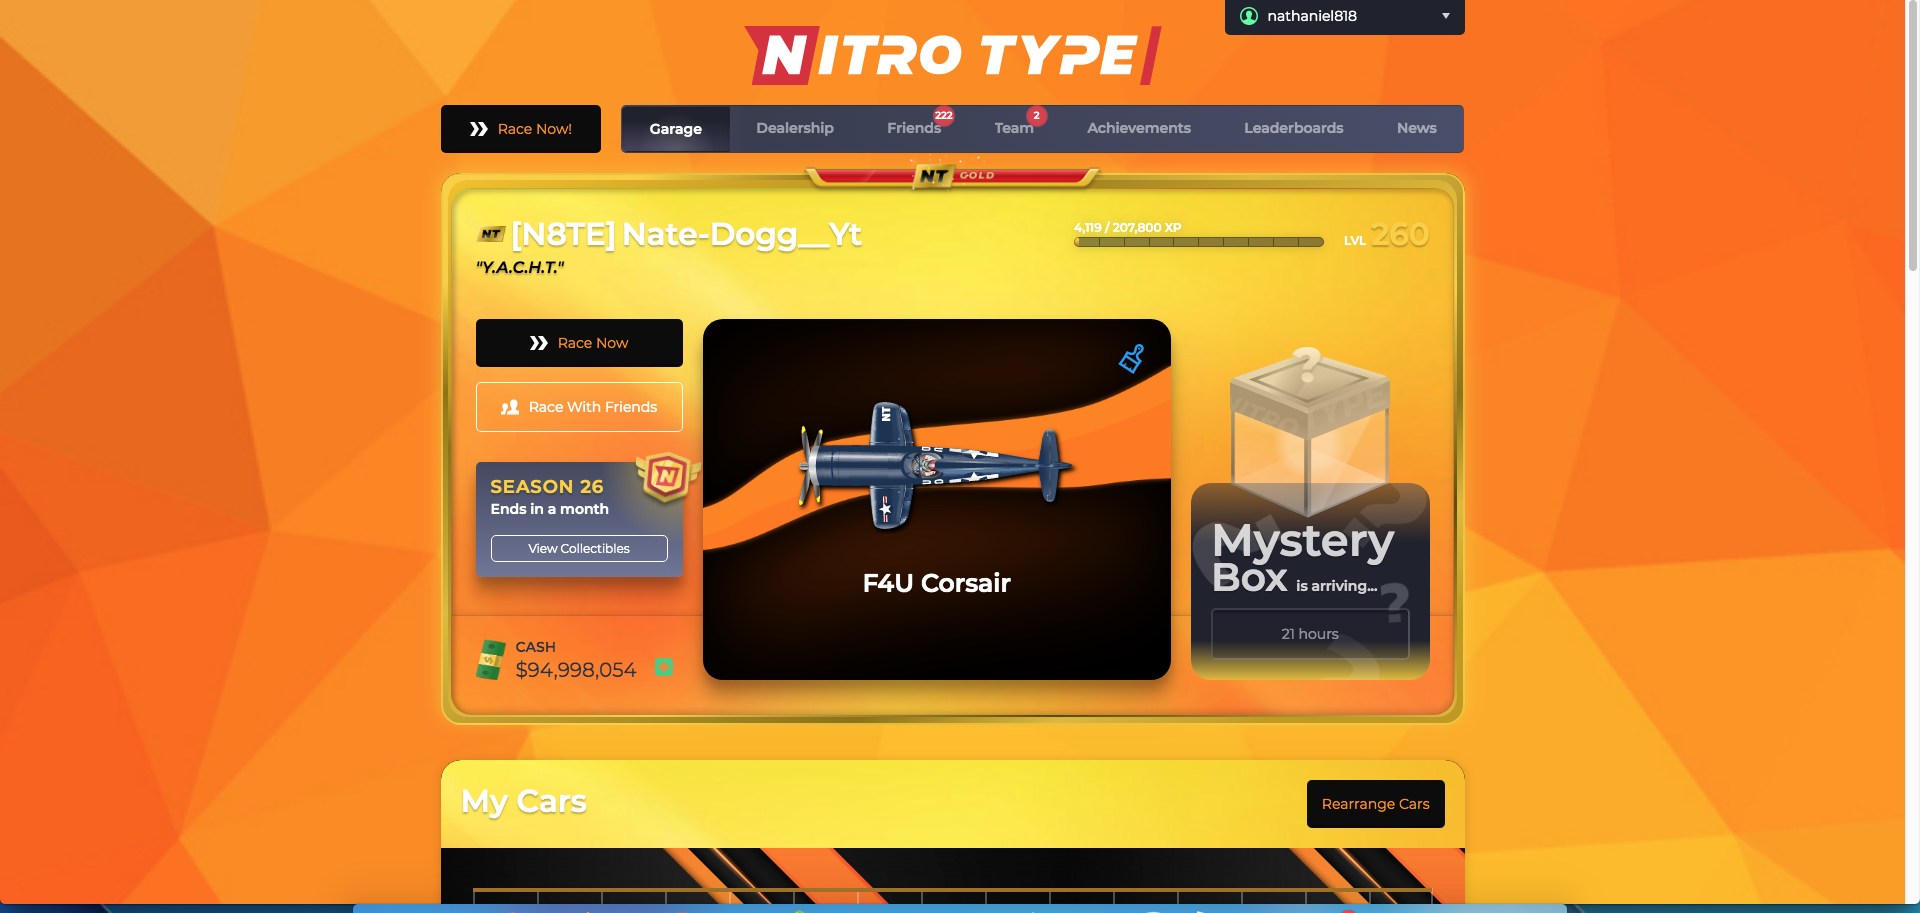 nathaniel818
NITRO TYPE
Race Now!
Garage
Dealership
Friends
222
Team
2
Achievements
Leaderboards
News
NT GOLD
NT [N8TE] Nate-Dogg__Yt
"Y.A.C.H.T."
4,119 / 207,800 XP
LVL 260
Race Now
Race With Friends
SEASON 26
Ends in a month
View Collectibles
N
CASH
$94,998,054
NT
F4U Corsair
?
NITRO TYPE
Mystery
Box is arriving...
?
21 hours
My Cars
Rearrange Cars